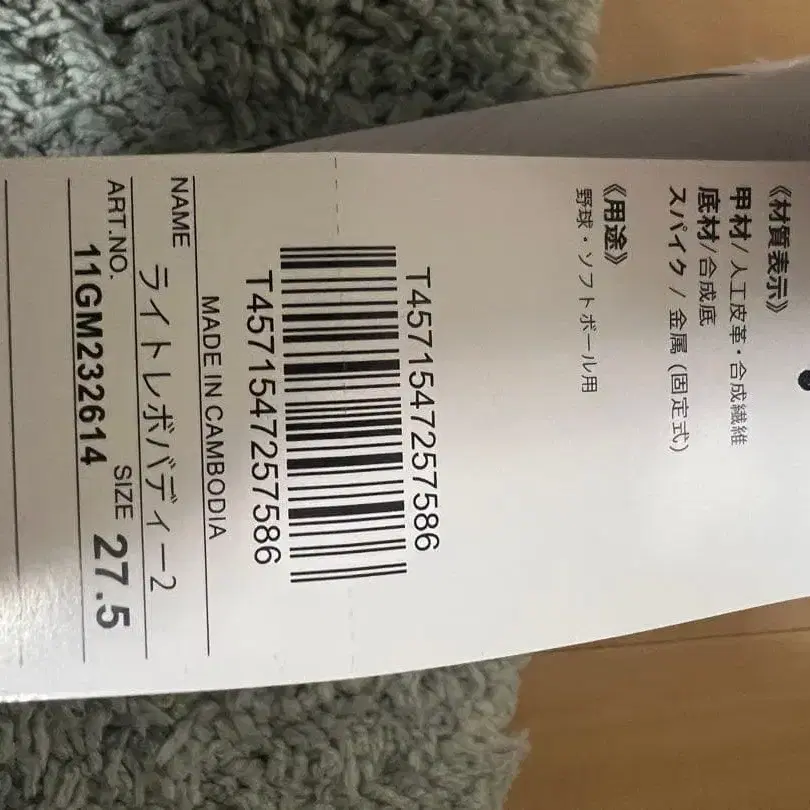 《材質表示》
甲材/人工皮革・合成繊維
底材/合成底
スパイク / 金属 (固定式)
《用途》
野球・ソフトボール用
T4571547257586
T4571547257586
MADE IN CAMBODIA
NAME ライトレボバディー2
ART.NO. SIZE
11GM232614 27.5